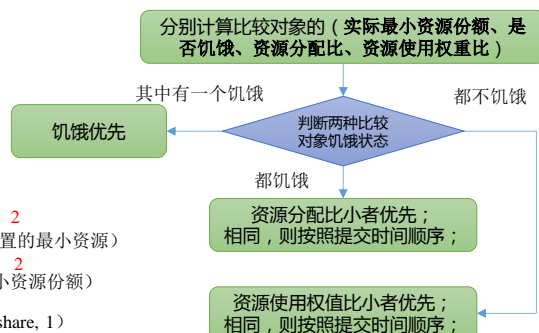 分别计算比较对象的（实际最小资源份额、是
否饥饿、资源分配比、资源使用权重比）
其中有一个饥饿
都不饥饿
饥饿优先
判断两种比较
对象饥饿状态
都饥饿
资源分配比小者优先；
相同，则按照提交时间顺序；
2
置的最小资源）
2
小资源份额）
share, 1）
资源使用权值比小者优先；
相同，则按照提交时间顺序；